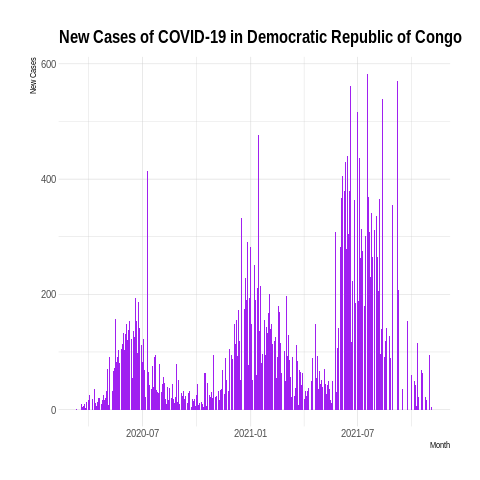 New Cases of COVID-19 in Democratic Republic of Congo
New Cases
600
400
200
0
2020-07
2021-01
2021-07
Month